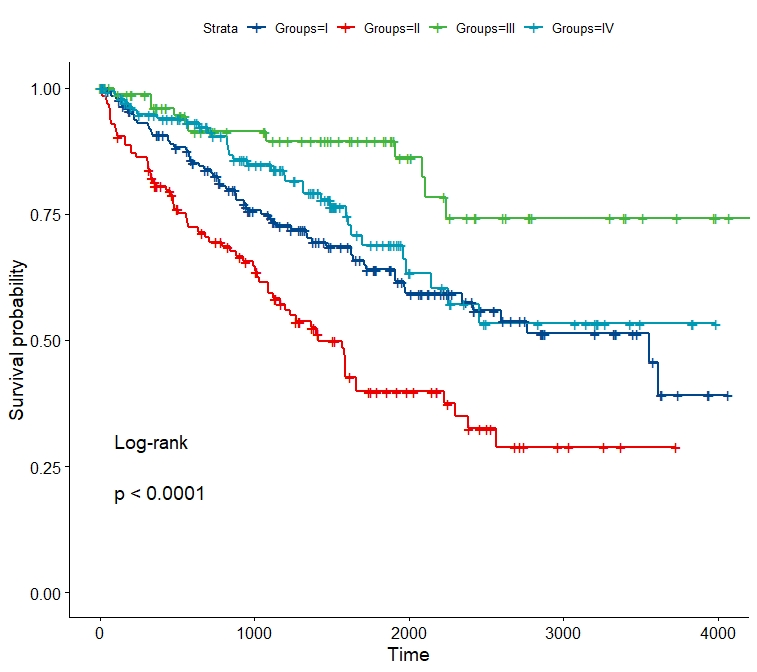 Strata Groups=I Groups=II Groups=III Groups=IV
1.00
0.75
0.50
0.25
0.00
Survival probability
Log-rank
p < 0.0001
0 1000 2000 3000 4000
Time